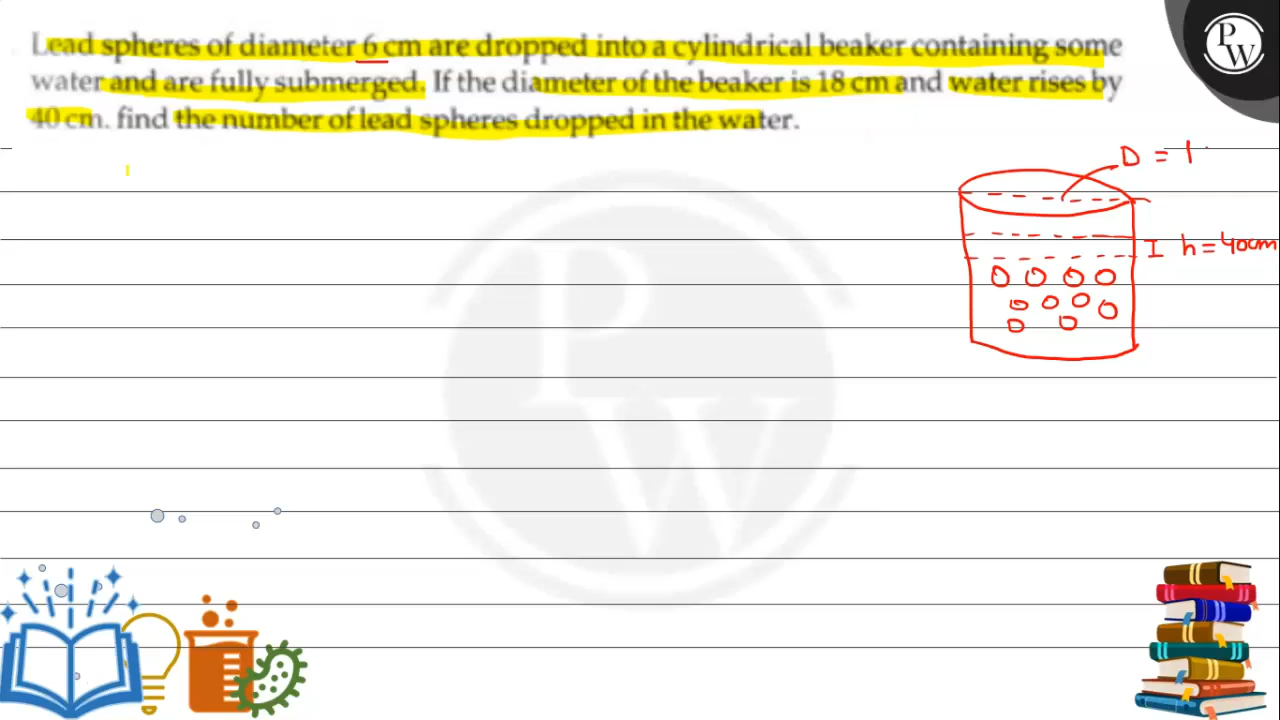 Lead spheres of diameter 6 cm are dropped into a cylindrical beaker containing some
water and are fully submerged. If the diameter of the beaker is 18 cm and water rises by
40 cm. find the number of lead spheres dropped in the water.
P
W
D = 1
I h = 40cm
P
W